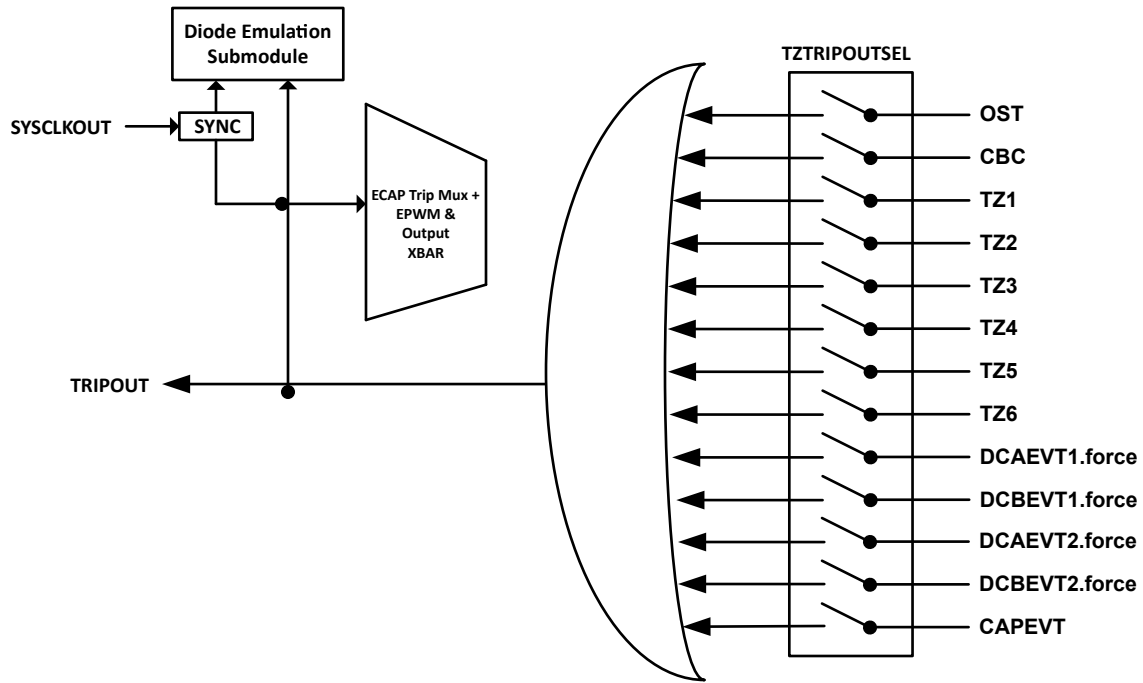 Diode Emulation
Submodule
SYSCLKOUT
SYNC
ECAP Trip Mux +
EPWM &
Output
XBAR
TRIPOUT
TZTRIPOUTSEL
OST
CBC
TZ1
TZ2
TZ3
TZ4
TZ5
TZ6
DCAEVT1.force
DCBEVT1.force
DCAEVT2.force
DCBEVT2.force
CAPEVT